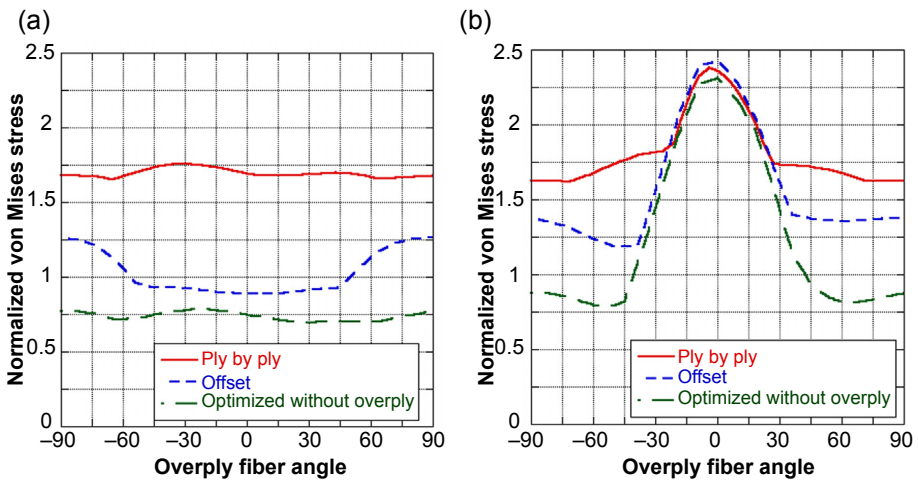 (a)
Normalized von Mises stress
2.5
2
1.5
1
0.5
0
–90 –60 –30 0 30 60 90
Overply fiber angle
Ply by ply
Offset
Optimized without overply
(b)
Normalized von Mises stress
2.5
2
1.5
1
0.5
0
–90 –60 –30 0 30 60 90
Overply fiber angle
Ply by ply
Offset
Optimized without overply